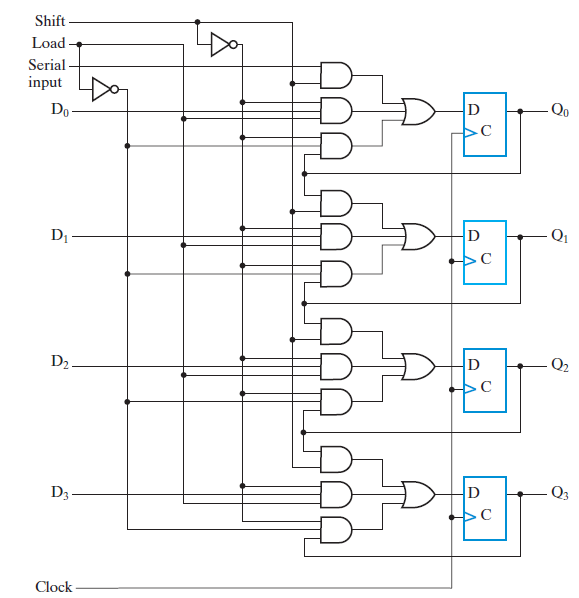 Shift
Load
Serial
input
D0
D C Q0
D1
D C Q1
D2
D C Q2
D3
D C Q3
Clock